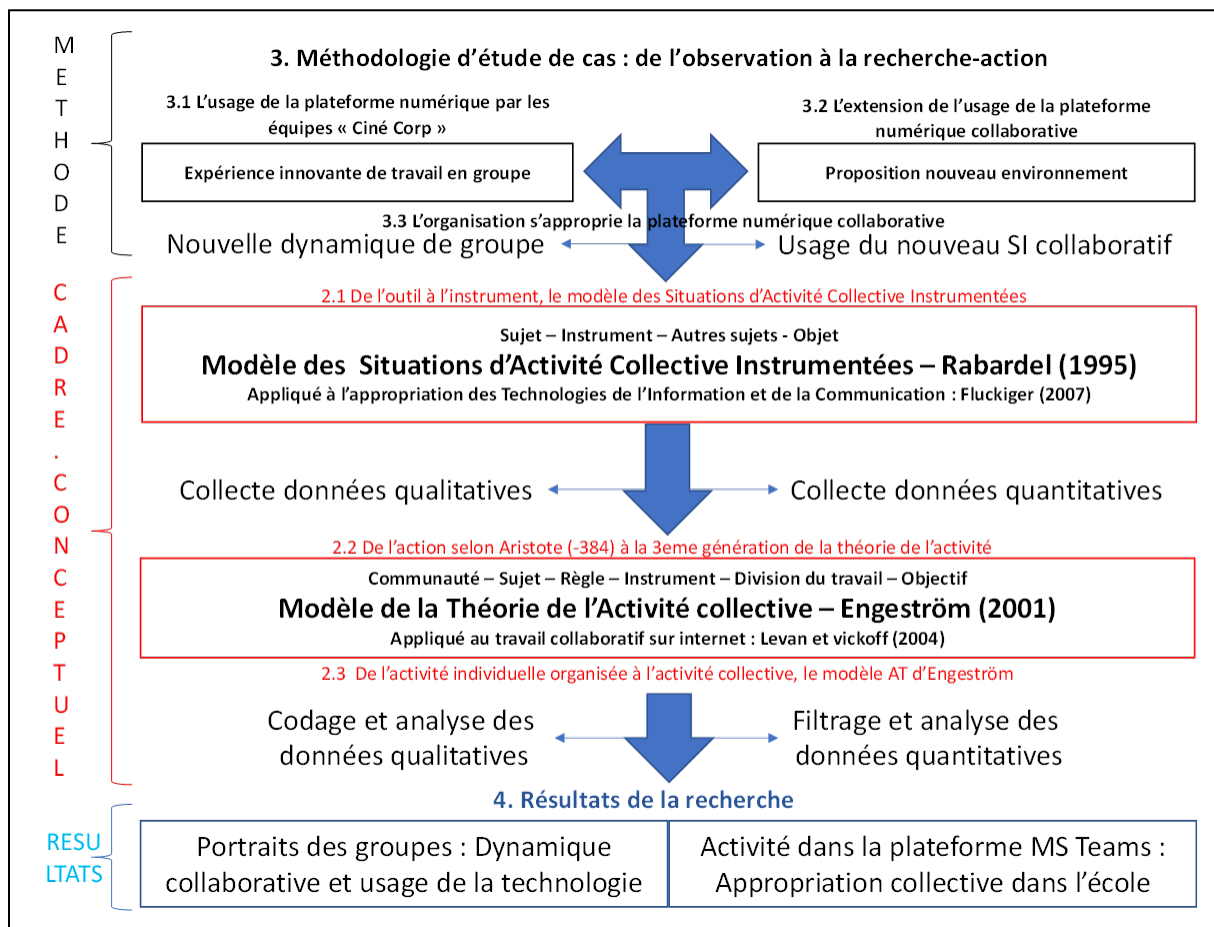 METHODE
3. Méthodologie d'étude de cas : de l'observation à la recherche-action
3.1 L'usage de la plateforme numérique par les
équipes « Ciné Corp »
3.2 L'extension de l'usage de la plateforme
numérique collaborative
Expérience innovante de travail en groupe
Proposition nouveau environnement
3.3 L'organisation s'approprie la plateforme numérique collaborative
Nouvelle dynamique de groupe
Usage du nouveau SI collaboratif
CADRE.CONCEPTUEL
2.1 De l'outil à l'instrument, le modèle des Situations d'Activité Collective Instrumentées
Sujet – Instrument – Autres sujets - Objet
Modèle des Situations d'Activité Collective Instrumentées – Rabardel (1995)
Appliqué à l'appropriation des Technologies de l'Information et de la Communication : Fluckiger (2007)
Collecte données qualitatives
Collecte données quantitatives
2.2 De l'action selon Aristote (-384) à la 3eme génération de la théorie de l'activité
Communauté – Sujet – Règle – Instrument – Division du travail – Objectif
Modèle de la Théorie de l'Activité collective – Engeström (2001)
Appliqué au travail collaboratif sur internet : Levan et vickoff (2004)
2.3 De l'activité individuelle organisée à l'activité collective, le modèle AT d'Engeström
Codage et analyse des
données qualitatives
Filtrage et analyse des
données quantitatives
4. Résultats de la recherche
RESU
LTATS
Portraits des groupes : Dynamique
collaborative et usage de la technologie
Activité dans la plateforme MS Teams :
Appropriation collective dans l'école